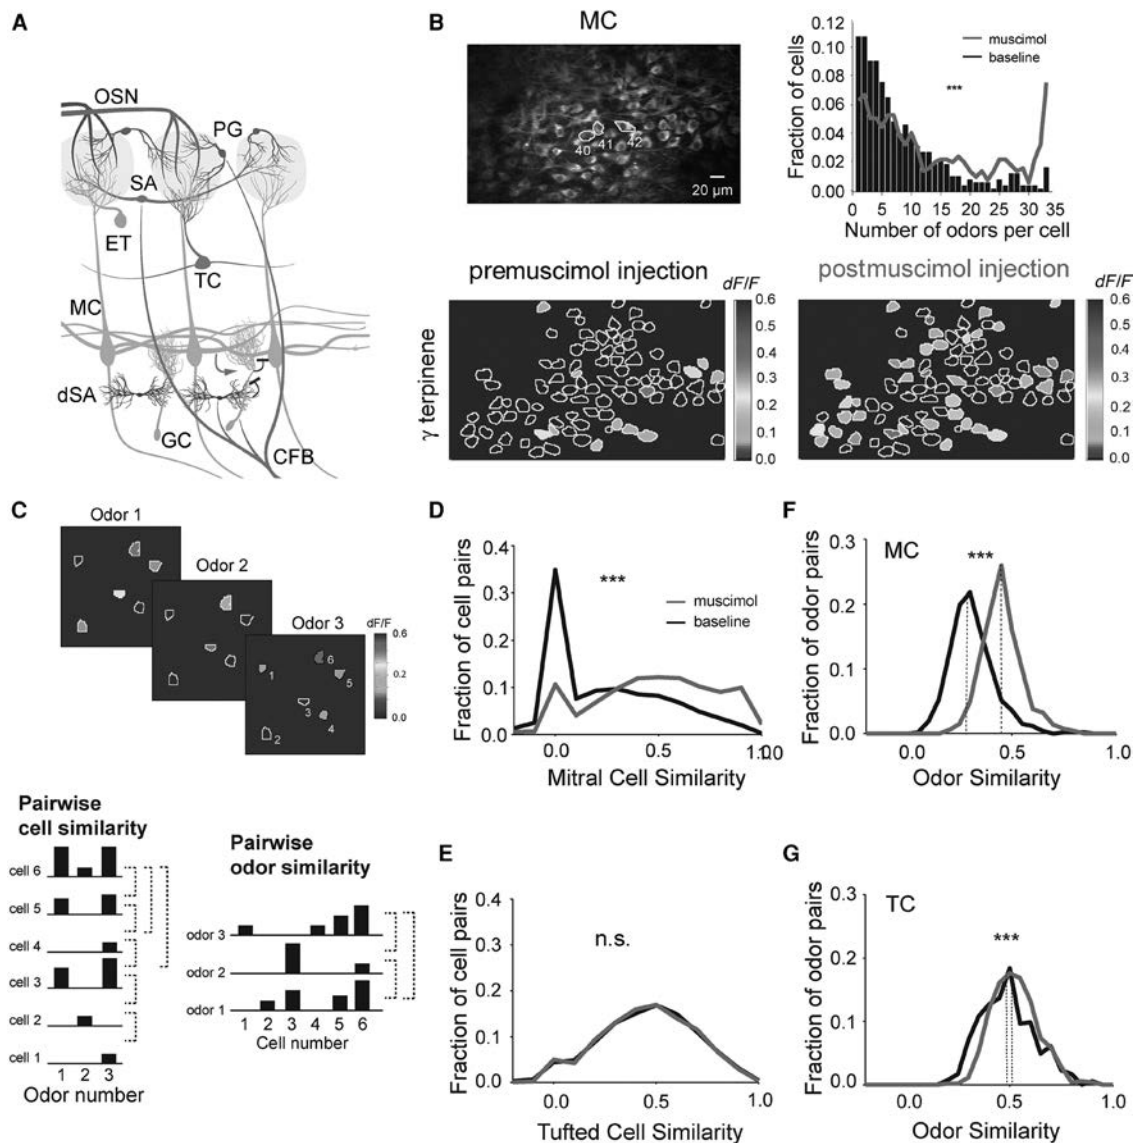 A
OSN
PG
SA
ET
TC
MC
dSA
GC
CFB
B
MC
40
41
42
20 µm
Fraction of cells
0.12
0.10
0.08
0.06
0.04
0.02
0.00
muscimol
baseline
***
0 5 10 15 20 25 30 35
Number of odors per cell
premuscimol injection
postmuscimol injection
γ terpinene
dF/F
0.6
0.5
0.4
0.3
0.2
0.1
0.0
dF/F
0.6
0.5
0.4
0.3
0.2
0.1
0.0
C
Odor 1
Odor 2
Odor 3
dF/F
0.6
0.2
0.0
1
2
3
4
5
6
Pairwise
cell similarity
cell 6
cell 5
cell 4
cell 3
cell 2
cell 1
1 2 3
Odor number
Pairwise
odor similarity
odor 3
odor 2
odor 1
1 2 3 4 5 6
Cell number
D
Fraction of cell pairs
0.4
0.3
0.2
0.1
0.0
***
muscimol
baseline
0.0 0.5 1.00
Mitral Cell Similarity
F
MC
***
Fraction of odor pairs
0.3
0.2
0.1
0.0
0.0 0.5 1.0
Odor Similarity
E
n.s.
Fraction of cell pairs
0.4
0.3
0.2
0.1
0.0
0.0 0.5 1.0
Tufted Cell Similarity
G
TC
***
Fraction of odor pairs
0.3
0.2
0.1
0.0
0.0 0.5 1.0
Odor Similarity